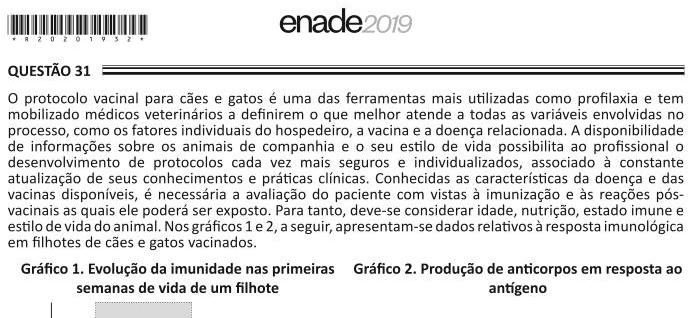 enade2019
* R 2 0 2 0 1 9 3 2 *
QUESTÃO 31
O protocolo vacinal para cães e gatos é uma das ferramentas mais utilizadas como profilaxia e tem
mobilizado médicos veterinários a definirem o que melhor atende a todas as variáveis envolvidas no
processo, como os fatores individuais do hospedeiro, a vacina e a doença relacionada. A disponibilidade
de informações sobre os animais de companhia e o seu estilo de vida possibilita ao profissional o
desenvolvimento de protocolos cada vez mais seguros e individualizados, associado à constante
atualização de seus conhecimentos e práticas clínicas. Conhecidas as características da doença e das
vacinas disponíveis, é necessária a avaliação do paciente com vistas à imunização e às reações pós-
vacinais as quais ele poderá ser exposto. Para tanto, deve-se considerar idade, nutrição, estado imune e
estilo de vida do animal. Nos gráficos 1 e 2, a seguir, apresentam-se dados relativos à resposta imunológica
em filhotes de cães e gatos vacinados.
Gráfico 1. Evolução da imunidade nas primeiras
semanas de vida de um filhote
Gráfico 2. Produção de anticorpos em resposta ao
antígeno